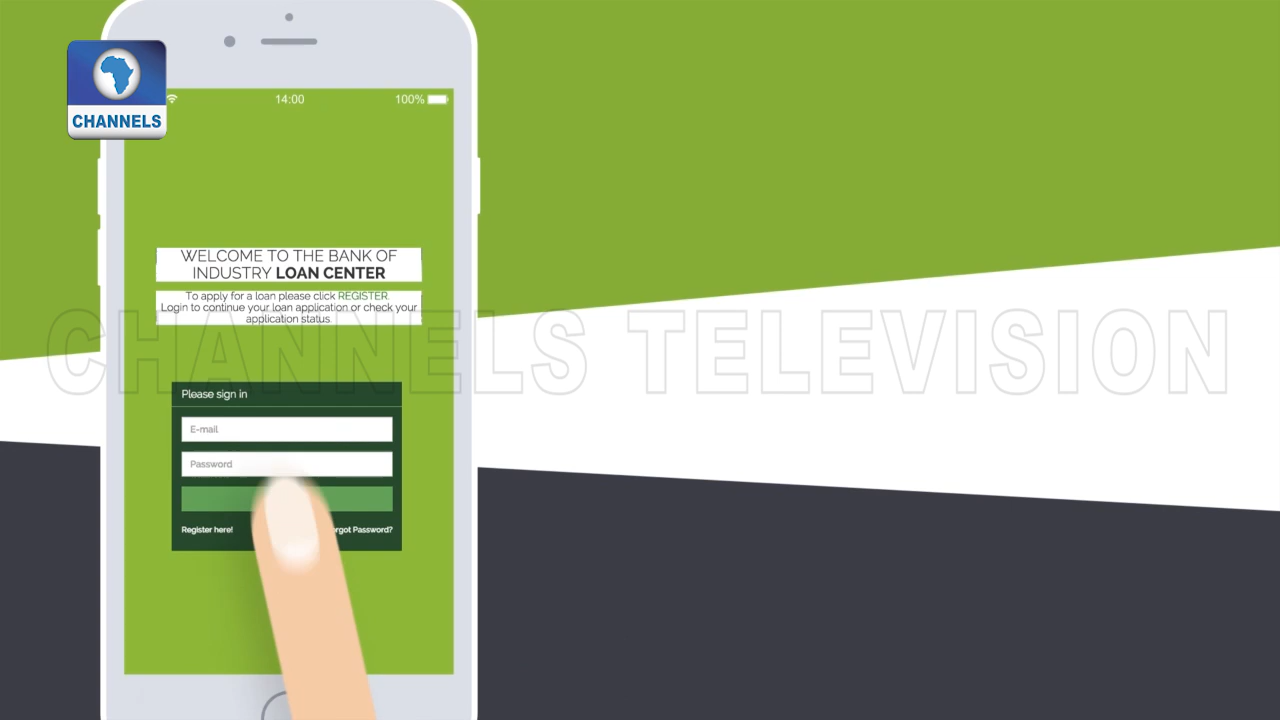 CHANNELS
14:00
100%
WELCOME TO THE BANK OF
INDUSTRY LOAN CENTER
To apply for a loan please click REGISTER.
Login to continue your loan application or check your
application status.
CHANNELS TELEVISION
Please sign in
E-mail
Password
Register here!
rgot Password?